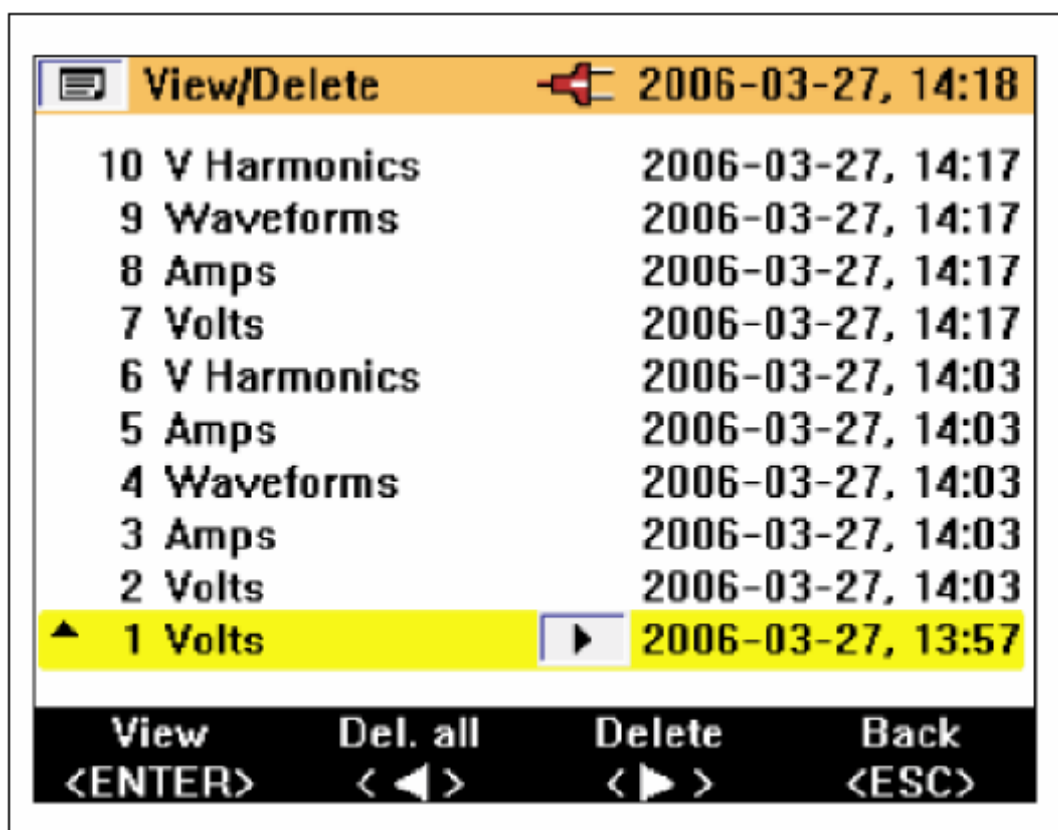 View/Delete 2006-03-27, 14:18
10 V Harmonics 2006-03-27, 14:17
9 Waveforms 2006-03-27, 14:17
8 Amps 2006-03-27, 14:17
7 Volts 2006-03-27, 14:17
6 V Harmonics 2006-03-27, 14:03
5 Amps 2006-03-27, 14:03
4 Waveforms 2006-03-27, 14:03
3 Amps 2006-03-27, 14:03
2 Volts 2006-03-27, 14:03
1 Volts 2006-03-27, 13:57
View Del. all Delete Back
<ENTER> <◀> <▶> <ESC>